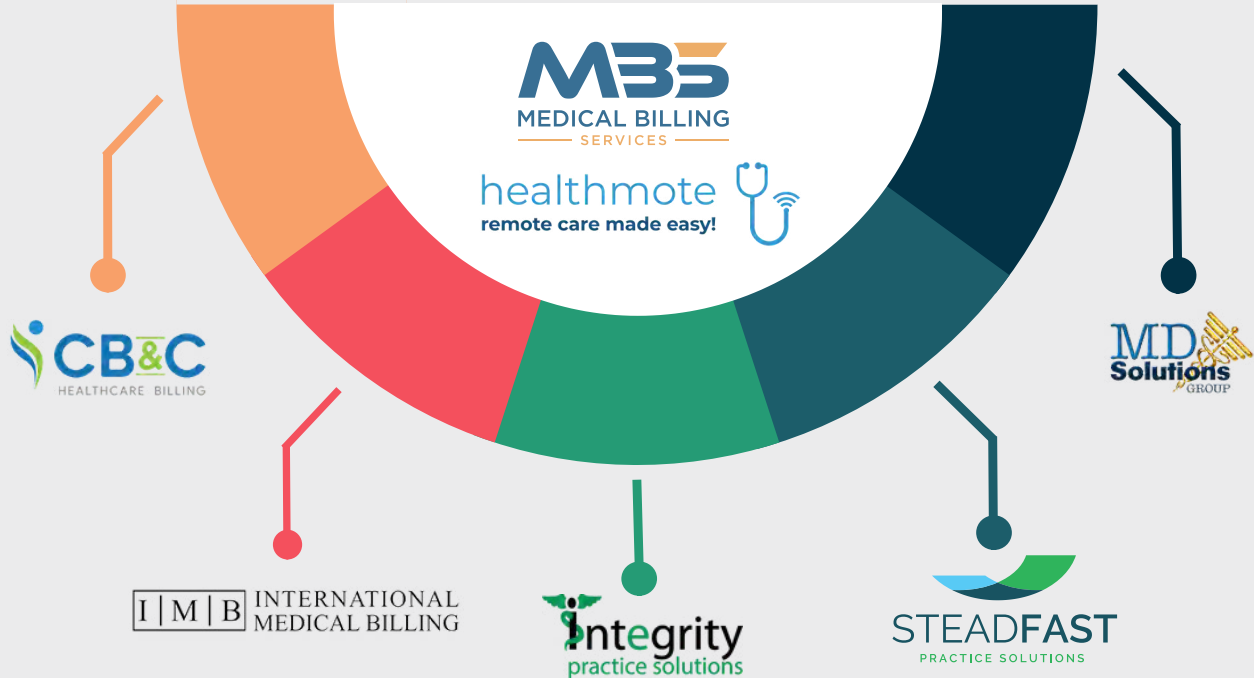 MBS
MEDICAL BILLING
SERVICES
healthmote
remote care made easy!
CB&C
HEALTHCARE BILLING
MD
Solutions
GROUP
I|M|B
INTERNATIONAL
MEDICAL BILLING
integrity
practice solutions
STEADFAST
PRACTICE SOLUTIONS